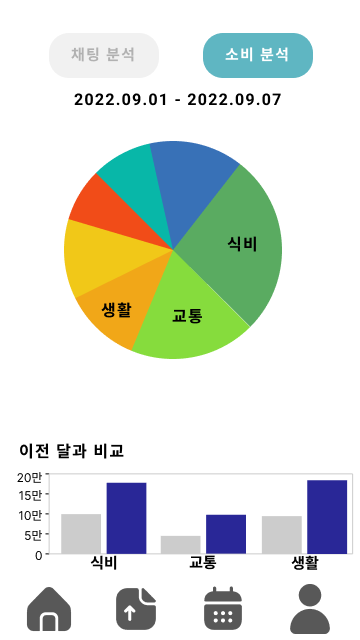 채팅 분석
소비 분석
2022.09.01 - 2022.09.07
식비
생활
교통
이전 달과 비교
20만
15만
10만
5만
0
식비
교통
생활